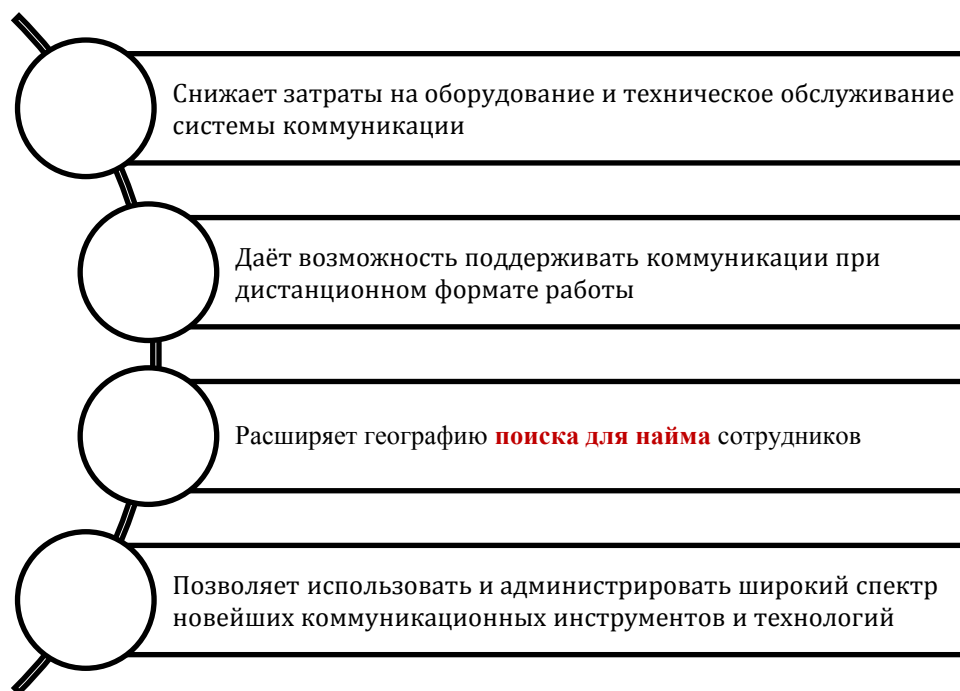 Снижает затраты на оборудование и техническое обслуживание
системы коммуникации
Даёт возможность поддерживать коммуникации при
дистанционном формате работы
Расширяет географию поиска для найма сотрудников
Позволяет использовать и администрировать широкий спектр
новейших коммуникационных инструментов и технологий